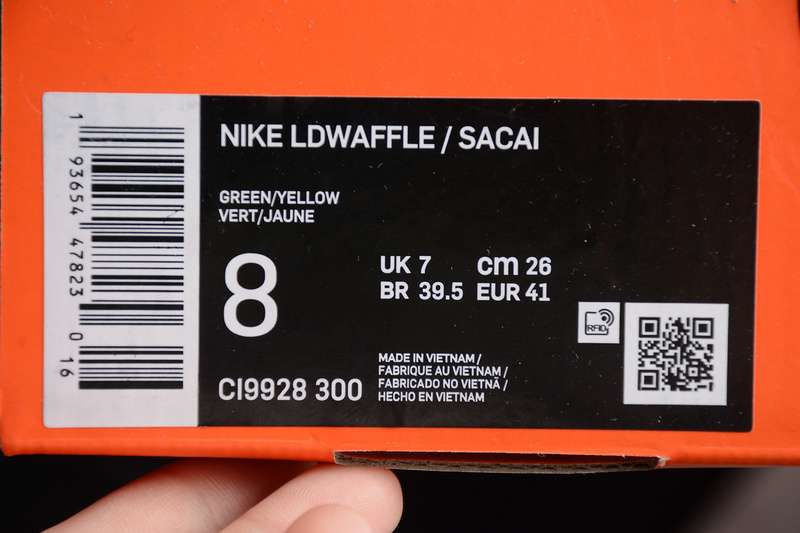 NIKE LDWAFFLE / SACAI
GREEN/YELLOW
VERT/JAUNE
8
UK 7 cm 26
BR 39.5 EUR 41
RFID
CI9928 300
MADE IN VIETNAM /
FABRIQUE AU VIETNAM /
FABRICADO NO VIETNÃ /
HECHO EN VIETNAM
1 93654 47823 0 16